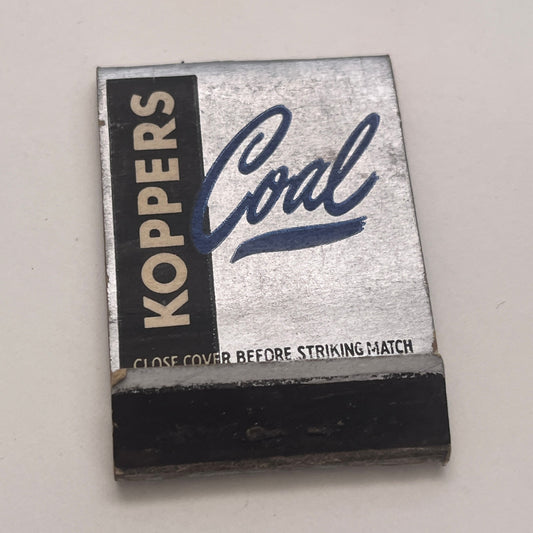 KOPPERS
Coal
CLOSE COVER BEFORE STRIKING MATCH